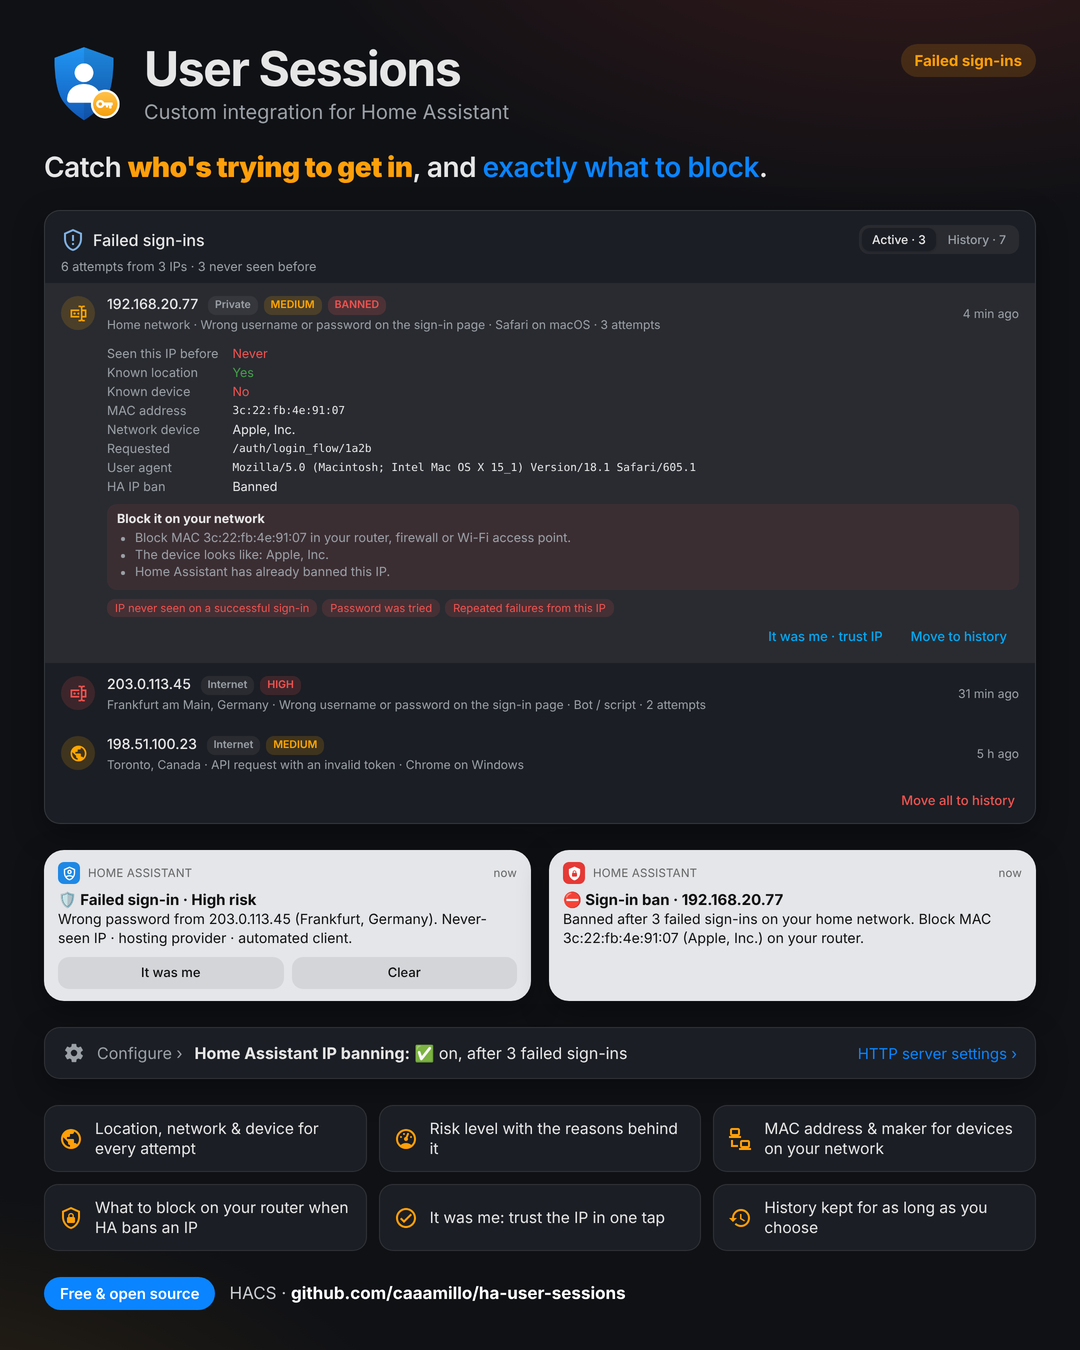 User Sessions
Custom integration for Home Assistant
Failed sign-ins
Catch who's trying to get in, and exactly what to block.
Failed sign-ins
Active · 3 History · 7
6 attempts from 3 IPs · 3 never seen before
192.168.20.77 Private MEDIUM BANNED
Home network · Wrong username or password on the sign-in page · Safari on macOS · 3 attempts
4 min ago
Seen this IP before Never
Known location Yes
Known device No
MAC address 3c:22:fb:4e:91:07
Network device Apple, Inc.
Requested /auth/login_flow/1a2b
User agent Mozilla/5.0 (Macintosh; Intel Mac OS X 15_1) Version/18.1 Safari/605.1
HA IP ban Banned
Block it on your network
• Block MAC 3c:22:fb:4e:91:07 in your router, firewall or Wi-Fi access point.
• The device looks like: Apple, Inc.
• Home Assistant has already banned this IP.
IP never seen on a successful sign-in Password was tried Repeated failures from this IP
It was me · trust IP Move to history
203.0.113.45 Internet HIGH
Frankfurt am Main, Germany · Wrong username or password on the sign-in page · Bot / script · 2 attempts
31 min ago
198.51.100.23 Internet MEDIUM
Toronto, Canada · API request with an invalid token · Chrome on Windows
5 h ago
Move all to history
HOME ASSISTANT now
🛡️ Failed sign-in · High risk
Wrong password from 203.0.113.45 (Frankfurt, Germany). Never-
seen IP · hosting provider · automated client.
It was me Clear
HOME ASSISTANT now
⛔ Sign-in ban · 192.168.20.77
Banned after 3 failed sign-ins on your home network. Block MAC
3c:22:fb:4e:91:07 (Apple, Inc.) on your router.
Configure › Home Assistant IP banning: ✅ on, after 3 failed sign-ins
HTTP server settings ›
Location, network & device for
every attempt
Risk level with the reasons behind
it
MAC address & maker for devices
on your network
What to block on your router when
HA bans an IP
It was me: trust the IP in one tap
History kept for as long as you
choose
Free & open source HACS · github.com/caaamillo/ha-user-sessions